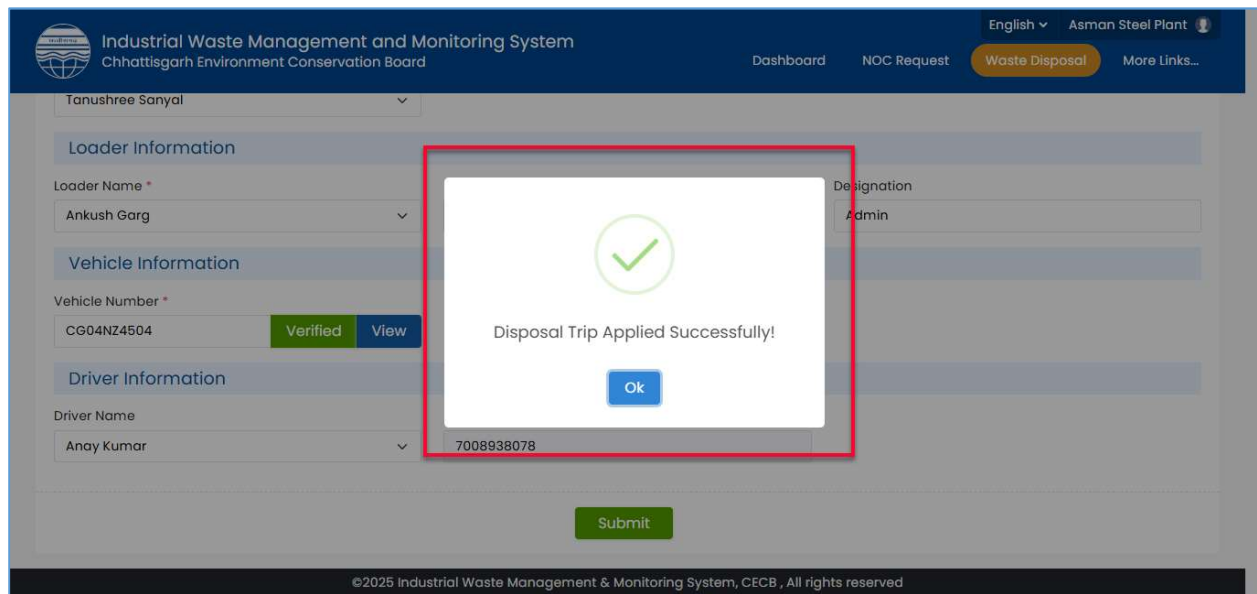 English Asman Steel Plant
Industrial Waste Management and Monitoring System
Chhattisgarh Environment Conservation Board
Dashboard NOC Request Waste Disposal More Links...
Tanushree Sanyal
Loader Information
Loader Name * Designation
Ankush Garg Admin
Vehicle Information
Vehicle Number *
CG04NZ4504 Verified View
Disposal Trip Applied Successfully!
Ok
Driver Information
Driver Name
Anay Kumar 7008938078
Submit
©2025 Industrial Waste Management & Monitoring System, CECB , All rights reserved